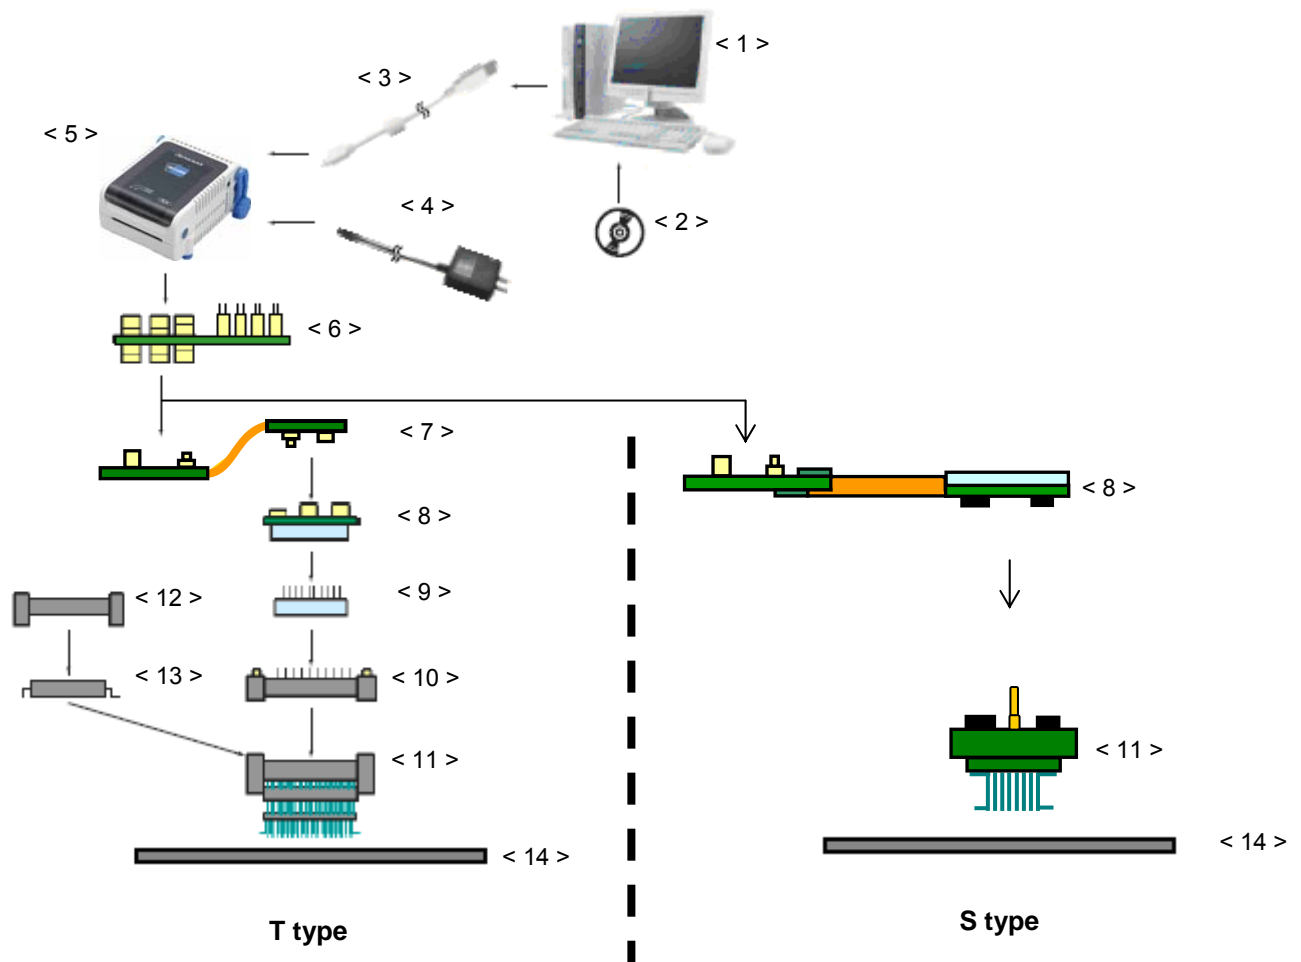 < 1 >
< 3 >
< 5 >
< 4 >
< 2 >
< 6 >
< 7 >
< 8 >
< 8 >
< 9 >
< 12 >
< 13 >
< 10 >
< 11 >
< 11 >
< 14 >
< 14 >
T type
S type